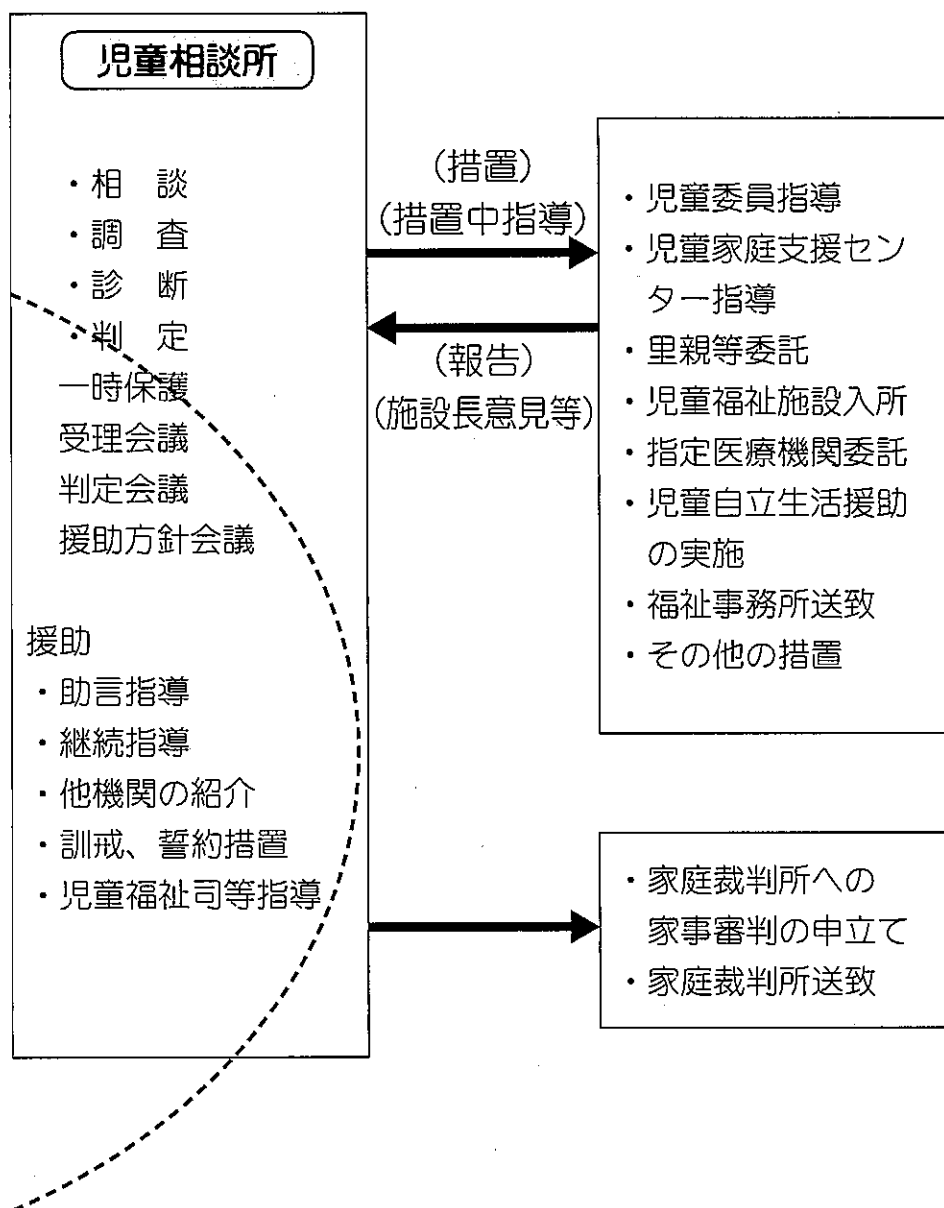 児童相談所
・相　談
・調　査
・診　断
・判　定
一時保護
受理会議
判定会議
援助方針会議
援助
・助言指導
・継続指導
・他機関の紹介
・訓戒、誓約措置
・児童福祉司等指導
(措置)
(措置中指導)
(報告)
(施設長意見等)
・児童委員指導
・児童家庭支援セン
ター指導
・里親等委託
・児童福祉施設入所
・指定医療機関委託
・児童自立生活援助
の実施
・福祉事務所送致
・その他の措置
・家庭裁判所への
家事審判の申立て
・家庭裁判所送致